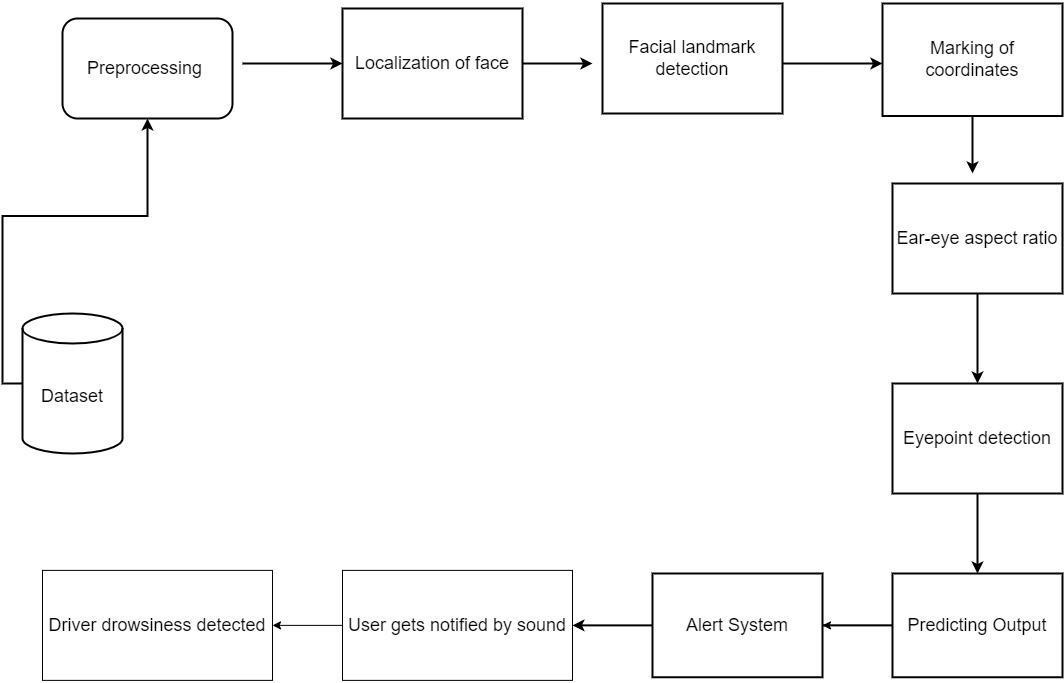 Preprocessing
Localization of face
Facial landmark
detection
Marking of
coordinates
Ear-eye aspect ratio
Dataset
Eyepoint detection
Driver drowsiness detected
User gets notified by sound
Alert System
Predicting Output